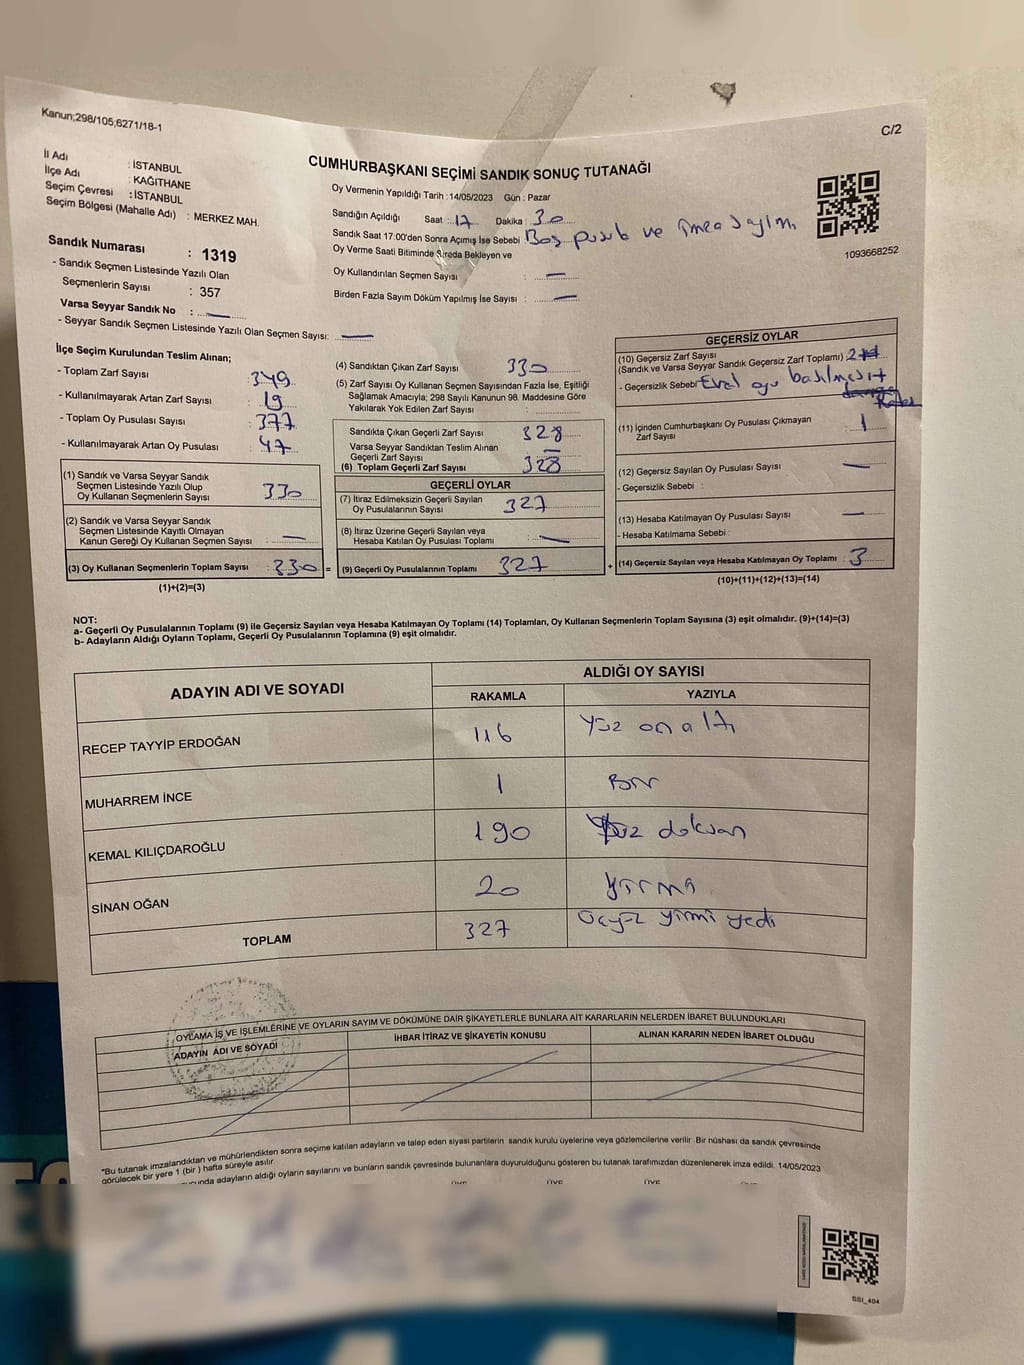 Kanun;298/105;6271/18-1
C/2
İl Adı : İSTANBUL
İlçe Adı : KAĞITHANE
Seçim Çevresi : İSTANBUL
Seçim Bölgesi (Mahalle Adı) : MERKEZ MAH.
Sandık Numarası : 1319
- Sandık Seçmen Listesinde Yazılı Olan
Seçmenlerin Sayısı : 357
Varsa Seyyar Sandık No : —
- Seyyar Sandık Seçmen Listesinde Yazılı Olan Seçmen Sayısı: —
CUMHURBAŞKANI SEÇİMİ SANDIK SONUÇ TUTANAĞI
Oy Vermenin Yapıldığı Tarih : 14/05/2023 Gün : Pazar
Sandığın Açıldığı Saat : 17 Dakika : 30
Sandık Saat 17:00'den Sonra Açımış İse Sebebi Boş pusula ve imza sayımı
Oy Verme Saati Bitiminde Sırada Bekleyen ve
Oy Kullandırılan Seçmen Sayısı : —
Birden Fazla Sayım Döküm Yapılmış İse Sayısı : —
1093668252
İlçe Seçim Kurulundan Teslim Alınan;
- Toplam Zarf Sayısı : 349
- Kullanılmayarak Artan Zarf Sayısı : 19
- Toplam Oy Pusulası Sayısı : 377
- Kullanılmayarak Artan Oy Pusulası : 47
(1) Sandık ve Varsa Seyyar Sandık
Seçmen Listesinde Yazılı Olup
Oy Kullanan Seçmenlerin Sayısı : 330
(2) Sandık ve Varsa Seyyar Sandık
Seçmen Listesinde Kayıtlı Olmayan
Kanun Gereği Oy Kullanan Seçmen Sayısı : —
(3) Oy Kullanan Seçmenlerin Toplam Sayısı : 330 =
(1)+(2)=(3)
(4) Sandıktan Çıkan Zarf Sayısı 330
(5) Zarf Sayısı Oy Kullanan Seçmen Sayısından Fazla İse, Eşitliği
Sağlamak Amacıyla; 298 Sayılı Kanunun 98. Maddesine Göre
Yakılarak Yok Edilen Zarf Sayısı :
Sandıkta Çıkan Geçerli Zarf Sayısı 328
Varsa Seyyar Sandıktan Teslim Alınan
Geçerli Zarf Sayısı —
(6) Toplam Geçerli Zarf Sayısı 328
GEÇERLİ OYLAR
(7) İtiraz Edilmeksizin Geçerli Sayılan
Oy Pusulalarının Sayısı : 327
(8) İtiraz Üzerine Geçerli Sayılan veya
Hesaba Katılan Oy Pusulası Toplamı : —
(9) Geçerli Oy Pusulalarının Toplamı 327 +
GEÇERSİZ OYLAR
(10) Geçersiz Zarf Sayısı
(Sandık ve Varsa Seyyar Sandık Geçersiz Zarf Toplamı) : 2
- Geçersizlik Sebebi
(11) İçinden Cumhurbaşkanı Oy Pusulası Çıkmayan
Zarf Sayısı : 1
(12) Geçersiz Sayılan Oy Pusulası Sayısı : —
- Geçersizlik Sebebi :
(13) Hesaba Katılmayan Oy Pusulası Sayısı : —
- Hesaba Katılmama Sebebi :
(14) Geçersiz Sayılan veya Hesaba Katılmayan Oy Toplamı : 3
(10)+(11)+(12)+(13)=(14)
NOT:
a- Geçerli Oy Pusulalarının Toplamı (9) ile Geçersiz Sayılan veya Hesaba Katılmayan Oy Toplamı (14) Toplamları, Oy Kullanan Seçmenlerin Toplam Sayısına (3) eşit olmalıdır. (9)+(14)=(3)
b- Adayların Aldığı Oyların Toplamı, Geçerli Oy Pusulalarının Toplamına (9) eşit olmalıdır.
ADAYIN ADI VE SOYADI
ALDIĞI OY SAYISI
RAKAMLA YAZIYLA
RECEP TAYYİP ERDOĞAN 116 Yüz on altı
MUHARREM İNCE 1 Bir
KEMAL KILIÇDAROĞLU 190 Yüz doksan
SİNAN OĞAN 20 Yirmi
TOPLAM 327 Üçyüz yirmi yedi
OYLAMA İŞ VE İŞLEMLERİNE VE OYLARIN SAYIM VE DÖKÜMÜNE DAİR ŞİKAYETLERLE BUNLARA AİT KARARLARIN NELERDEN İBARET BULUNDUKLARI
ADAYIN ADI VE SOYADI İHBAR İTİRAZ VE ŞİKAYETİN KONUSU ALINAN KARARIN NEDEN İBARET OLDUĞU
*Bu tutanak imzalandıktan ve mühürlendikten sonra seçime katılan adayların ve talep eden siyasi partilerin sandık kurulu üyelerine veya gözlemcilerine verilir. Bir nüshası da sandık çevresinde
görülecek bir yere 1 (bir) hafta süreyle asılır.
adayların aldığı oyların sayılarını ve bunların sandık çevresinde bulunanlara duyurulduğunu gösteren bu tutanak tarafımızdan düzenlenerek imza edildi. 14/05/2023
SSI_404